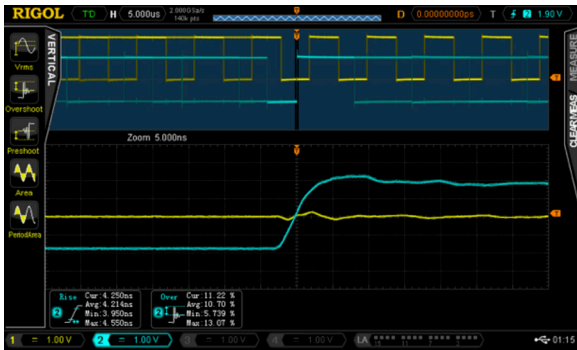 RIGOL T'D H 5.000us 2.000GSa/s 140k pts D 0.00000000ps T 2 1.90 V
VERTICAL
MEASURE
CLEAR MEAS
Vrms
Overshoot
Preshoot
Area
PeriodArea
T
T
Zoom 5.000ns
T
T
Rise Cur:4.250ns
Avg:4.214ns
2 Min:3.950ns
Max:4.550ns
Over Cur:11.22 %
Avg:10.70 %
2 Min:5.739 %
Max:13.07 %
1 = 1.00 V 2 = 1.00 V 3 = 1.00 V 4 = 1.00 V LA 01:15